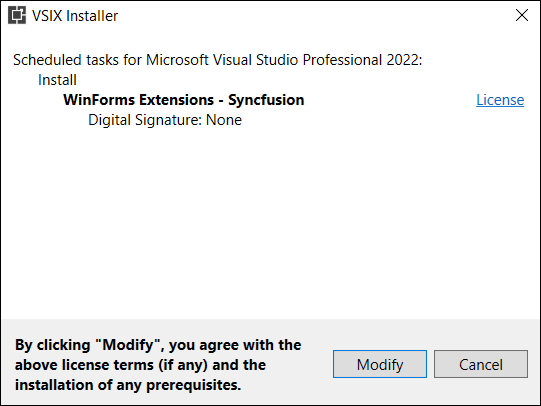 VSIX Installer
Scheduled tasks for Microsoft Visual Studio Professional 2022:
Install
WinForms Extensions - Syncfusion
License
Digital Signature: None
By clicking "Modify", you agree with the
above license terms (if any) and the
installation of any prerequisites.
Modify
Cancel